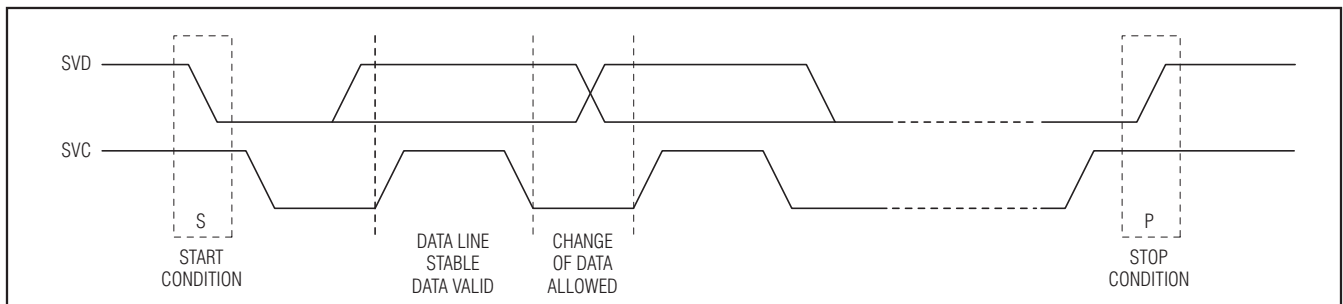 SVD
SVC
S
START
CONDITION
DATA LINE
STABLE
DATA VALID
CHANGE
OF DATA
ALLOWED
P
STOP
CONDITION